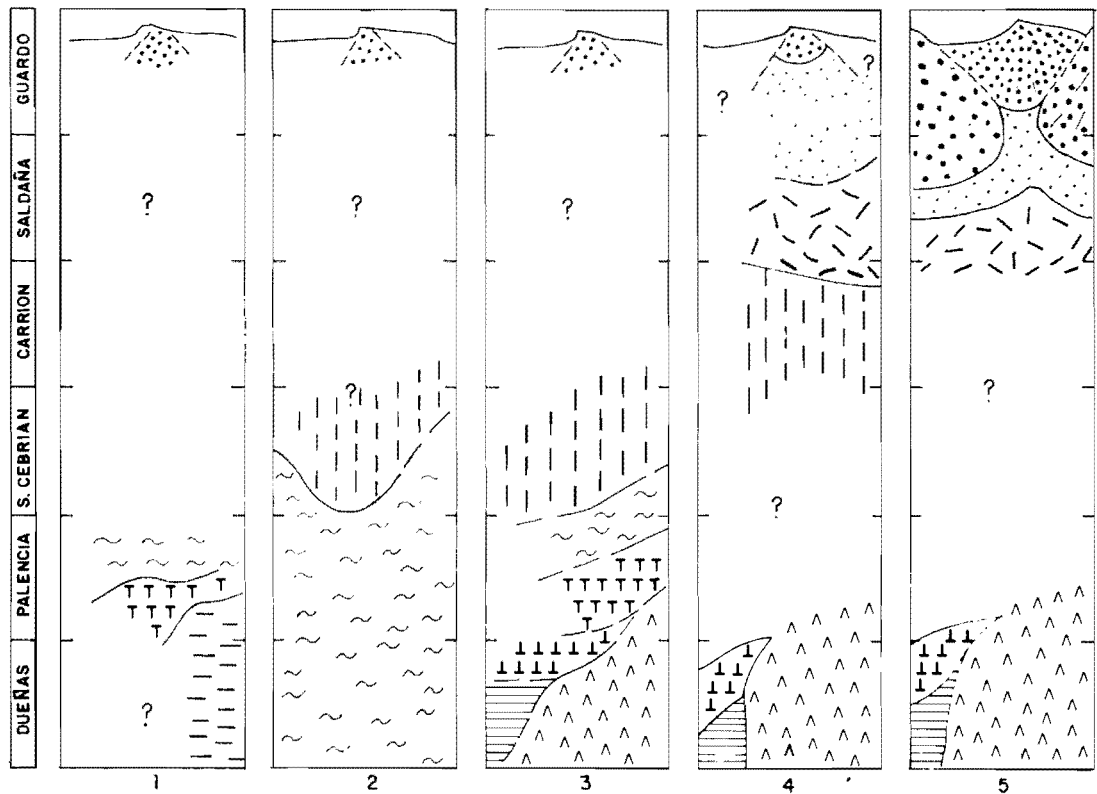 GUARDO
SALDAÑA
CARRION
S. CEBRIAN
PALENCIA
DUEÑAS
?
?
?
?
?
?
?
?
?
?
1
2
3
4
5